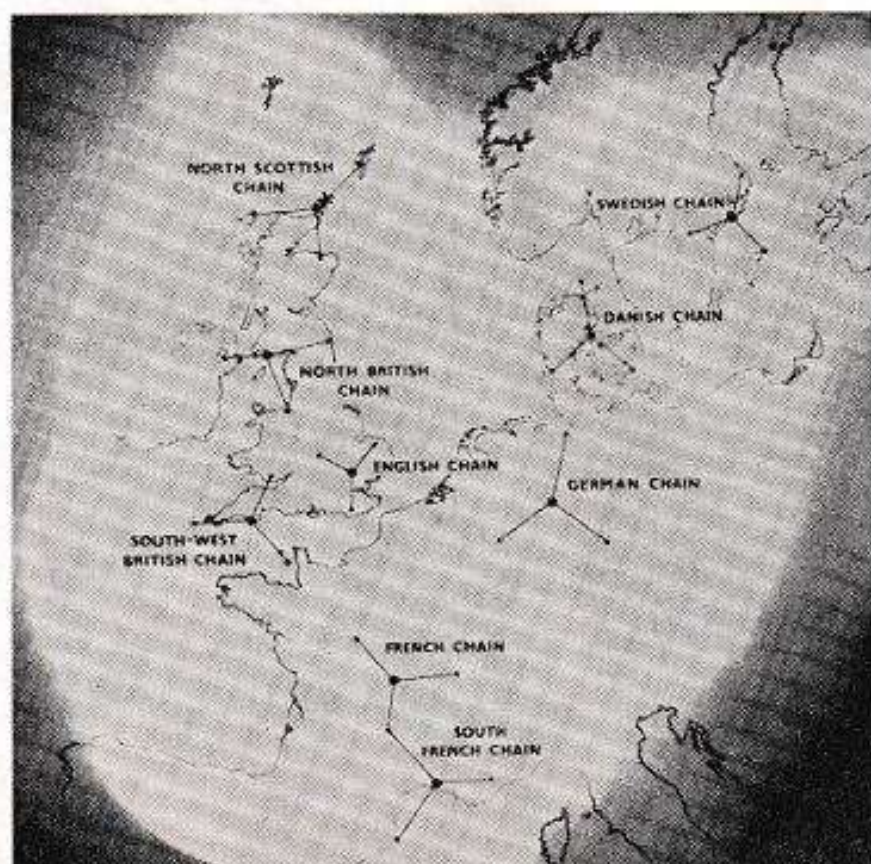 NORTH SCOTTISH
CHAIN
SWEDISH CHAIN
DANISH CHAIN
NORTH BRITISH
CHAIN
ENGLISH CHAIN
GERMAN CHAIN
SOUTH-WEST
BRITISH CHAIN
FRENCH CHAIN
SOUTH
FRENCH CHAIN